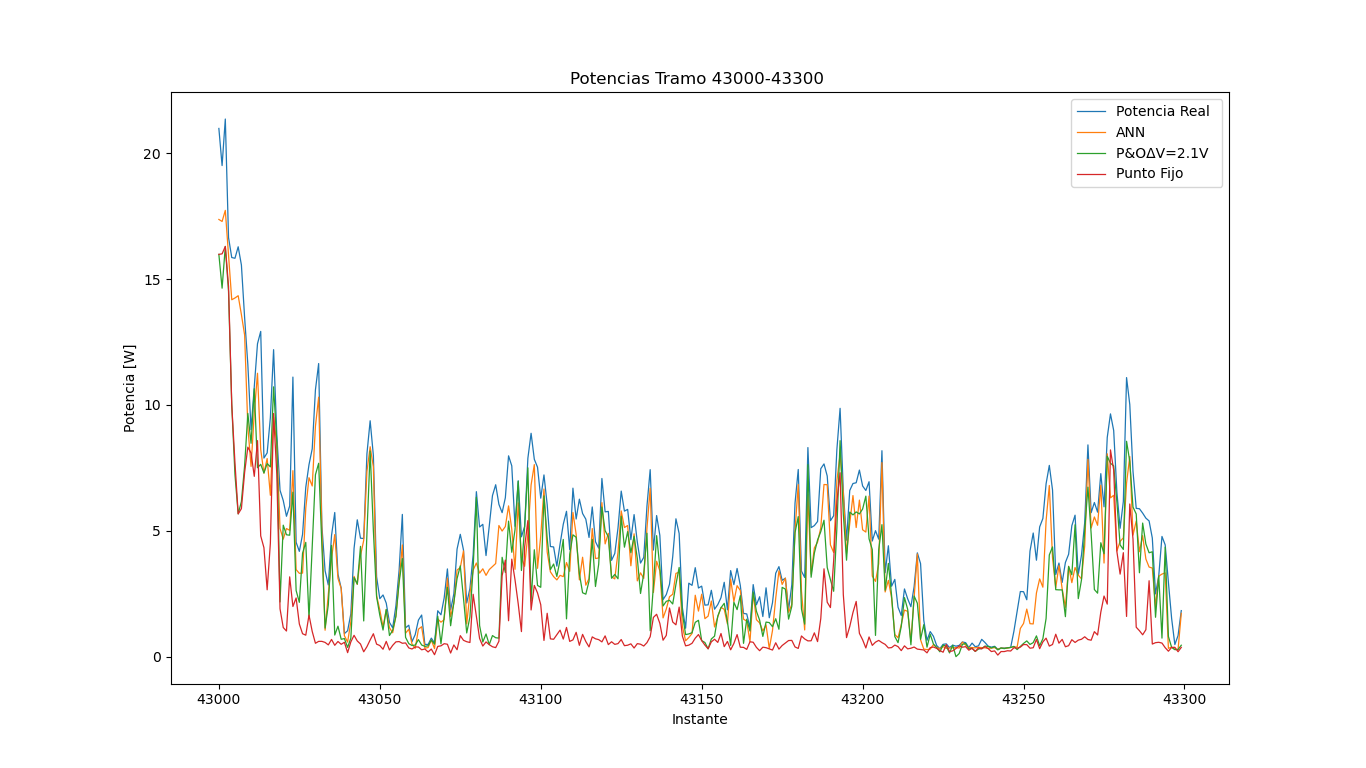 Potencias Tramo 43000-43300
Potencia Real
ANN
P&OΔV=2.1V
Punto Fijo
Potencia [W]
20
15
10
5
0
43000 43050 43100 43150 43200 43250 43300
Instante